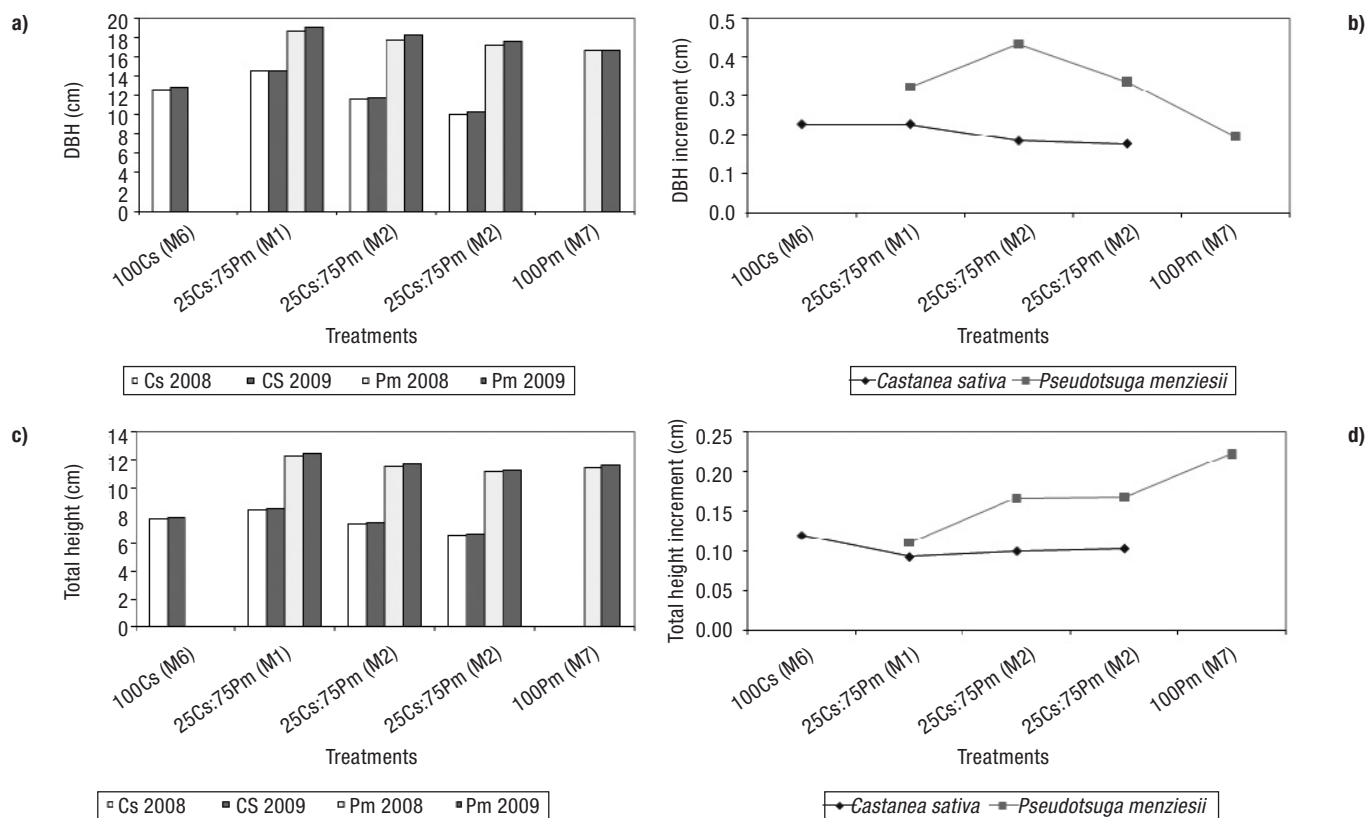 a)
20
18
16
14
12
10
8
6
4
2
0
DBH (cm)
100Cs (M6)
25Cs:75Pm (M1)
25Cs:75Pm (M2)
25Cs:75Pm (M2)
100Pm (M7)
Treatments
Cs 2008 CS 2009 Pm 2008 Pm 2009
b)
0.5
0.4
0.3
0.2
0.1
0.0
DBH increment (cm)
100Cs (M6)
25Cs:75Pm (M1)
25Cs:75Pm (M2)
25Cs:75Pm (M2)
100Pm (M7)
Treatments
Castanea sativa Pseudotsuga menziesii
c)
14
12
10
8
6
4
2
0
Total height (cm)
100Cs (M6)
25Cs:75Pm (M1)
25Cs:75Pm (M2)
25Cs:75Pm (M2)
100Pm (M7)
Treatments
Cs 2008 CS 2009 Pm 2008 Pm 2009
d)
0.25
0.20
0.15
0.10
0.05
0.00
Total height increment (cm)
100Cs (M6)
25Cs:75Pm (M1)
25Cs:75Pm (M2)
25Cs:75Pm (M2)
100Pm (M7)
Treatments
Castanea sativa Pseudotsuga menziesii